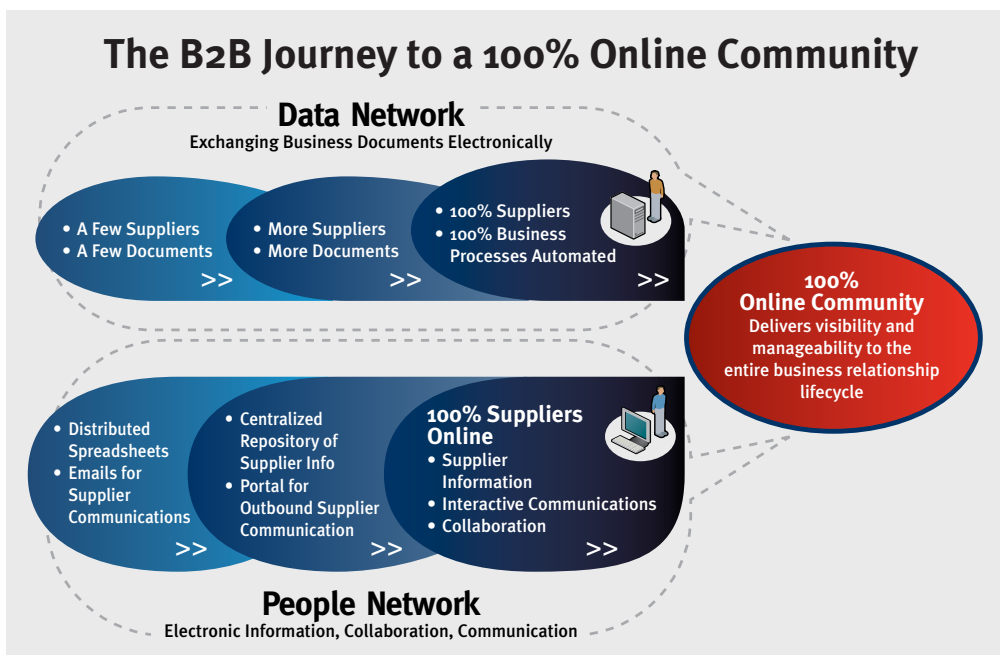 The B2B Journey to a 100% Online Community
Data Network
Exchanging Business Documents Electronically
• A Few Suppliers
• A Few Documents
>>
• More Suppliers
• More Documents
>>
• 100% Suppliers
• 100% Business
Processes Automated
>>
100%
Online Community
Delivers visibility and
manageability to the
entire business relationship
lifecycle
• Distributed
Spreadsheets
• Emails for
Supplier
Communications
>>
• Centralized
Repository of
Supplier Info
• Portal for
Outbound Supplier
Communication
>>
100% Suppliers
Online
• Supplier
Information
• Interactive Communications
• Collaboration
>>
People Network
Electronic Information, Collaboration, Communication